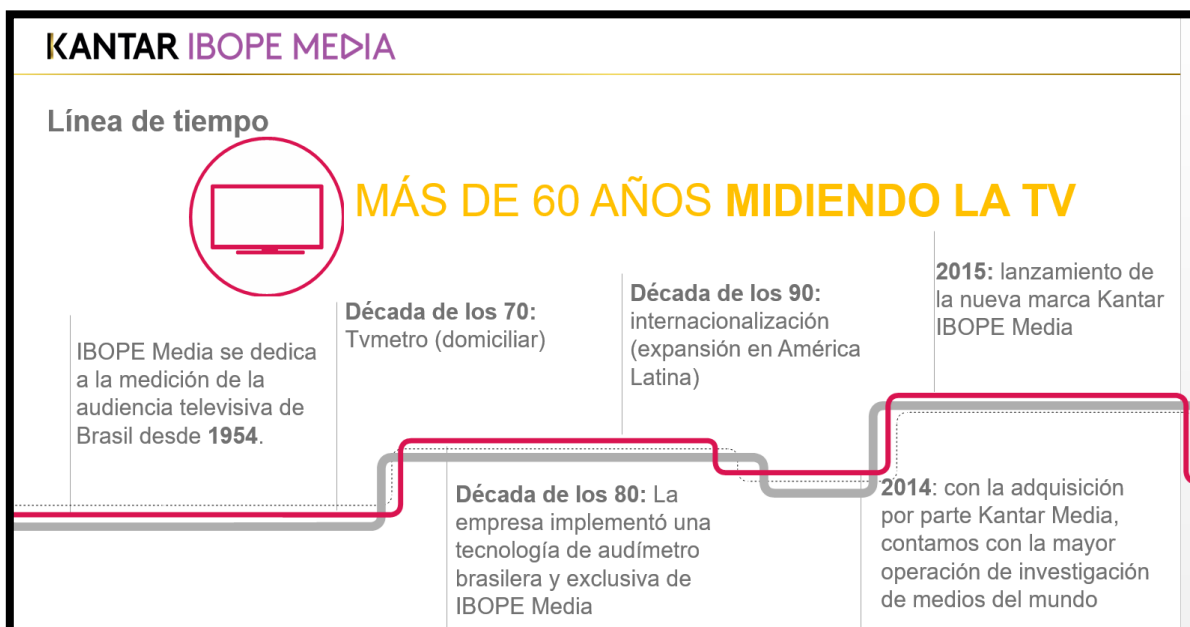 KANTAR IBOPE MEDIA
Línea de tiempo
MÁS DE 60 AÑOS MIDIENDO LA TV
IBOPE Media se dedica
a la medición de la
audiencia televisiva de
Brasil desde 1954.
Década de los 70:
Tvmetro (domiciliar)
Década de los 80: La
empresa implementó una
tecnología de audímetro
brasilera y exclusiva de
IBOPE Media
Década de los 90:
internacionalización
(expansión en América
Latina)
2014: con la adquisición
por parte Kantar Media,
contamos con la mayor
operación de investigación
de medios del mundo
2015: lanzamiento de
la nueva marca Kantar
IBOPE Media